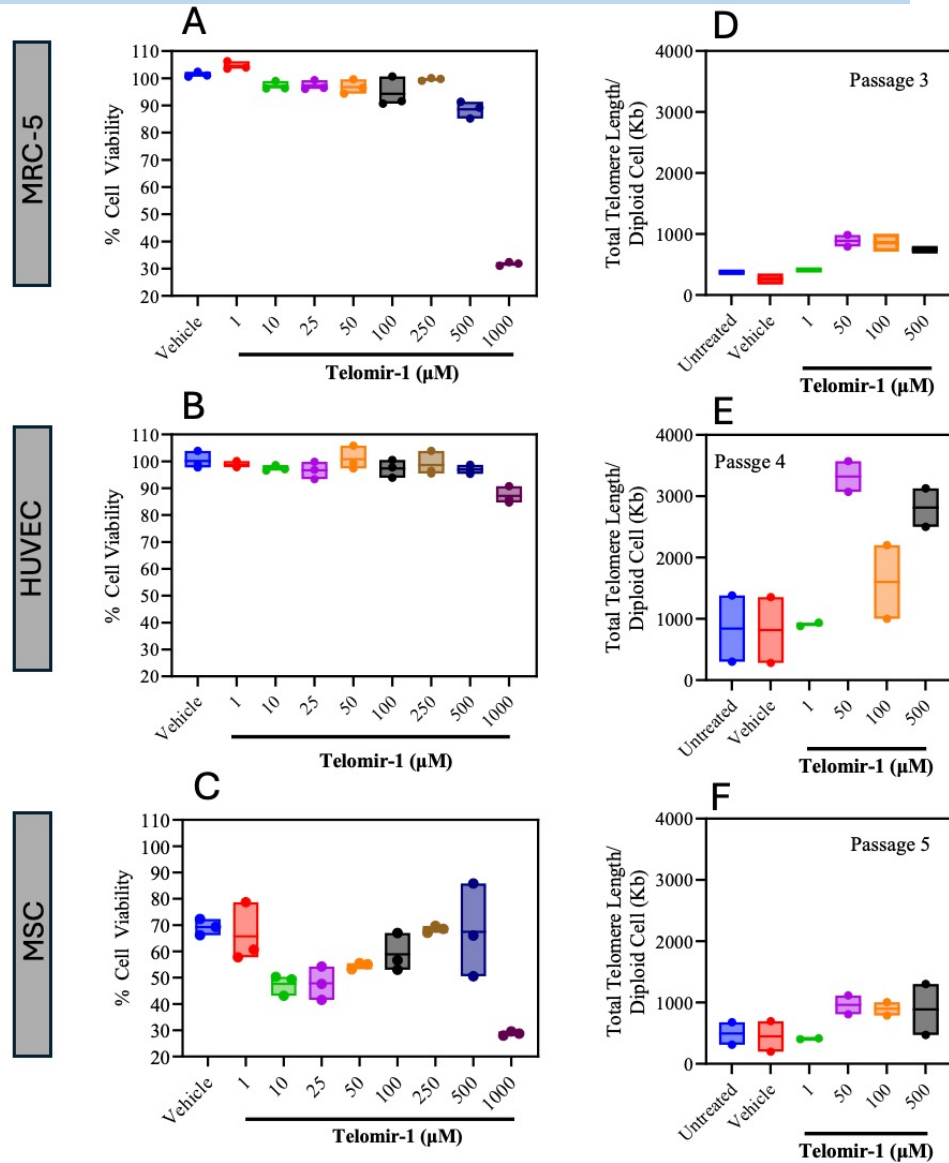 MRC-5
A
110
100
90
80
70
60
50
40
30
20
% Cell Viability
Vehicle
1
10
25
50
100
250
500
1000
Telomir-1 (μM)
D
4000
3000
2000
1000
0
Total Telomere Length/
Diploid Cell (Kb)
Passage 3
Untreated
Vehicle
1
50
100
500
Telomir-1 (μM)
HUVEC
B
110
100
90
80
70
60
50
40
30
20
% Cell Viability
Vehicle
1
10
25
50
100
250
500
1000
Telomir-1 (μM)
E
4000
3000
2000
1000
0
Total Telomere Length/
Diploid Cell (Kb)
Passge 4
Untreated
Vehicle
1
50
100
500
Telomir-1 (μM)
MSC
C
110
100
90
80
70
60
50
40
30
20
% Cell Viability
Vehicle
1
10
25
50
100
250
500
1000
Telomir-1 (μM)
F
4000
3000
2000
1000
0
Total Telomere Length/
Diploid Cell (Kb)
Passage 5
Untreated
Vehicle
1
50
100
500
Telomir-1 (μM)